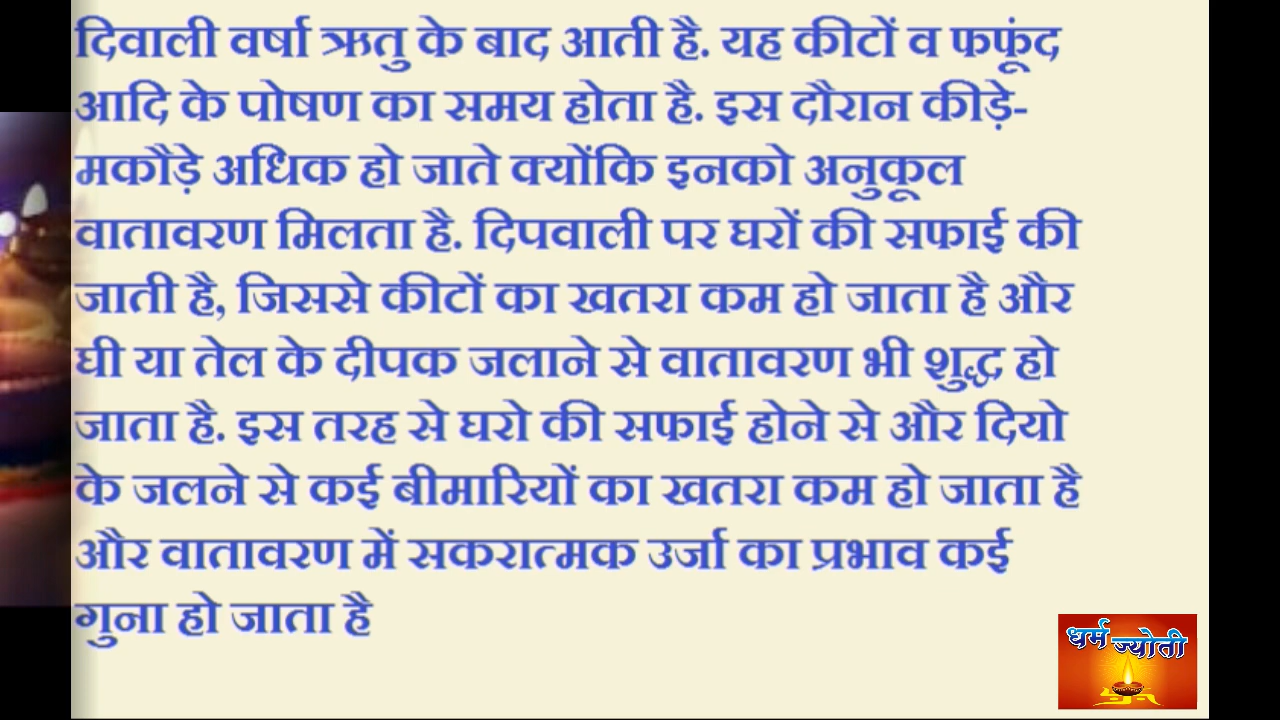 दिवाली वर्षा ऋतु के बाद आती है. यह कीटों व फफूंद
आदि के पोषण का समय होता है. इस दौरान कीड़े-
मकौड़े अधिक हो जाते क्योंकि इनको अनुकूल
वातावरण मिलता है. दिपवाली पर घरों की सफाई की
जाती है, जिससे कीटों का खतरा कम हो जाता है और
घी या तेल के दीपक जलाने से वातावरण भी शुद्ध हो
जाता है. इस तरह से घरो की सफाई होने से और दियो
के जलने से कई बीमारियों का खतरा कम हो जाता है
और वातावरण में सकरात्मक उर्जा का प्रभाव कई
गुना हो जाता है
धर्म ज्योती